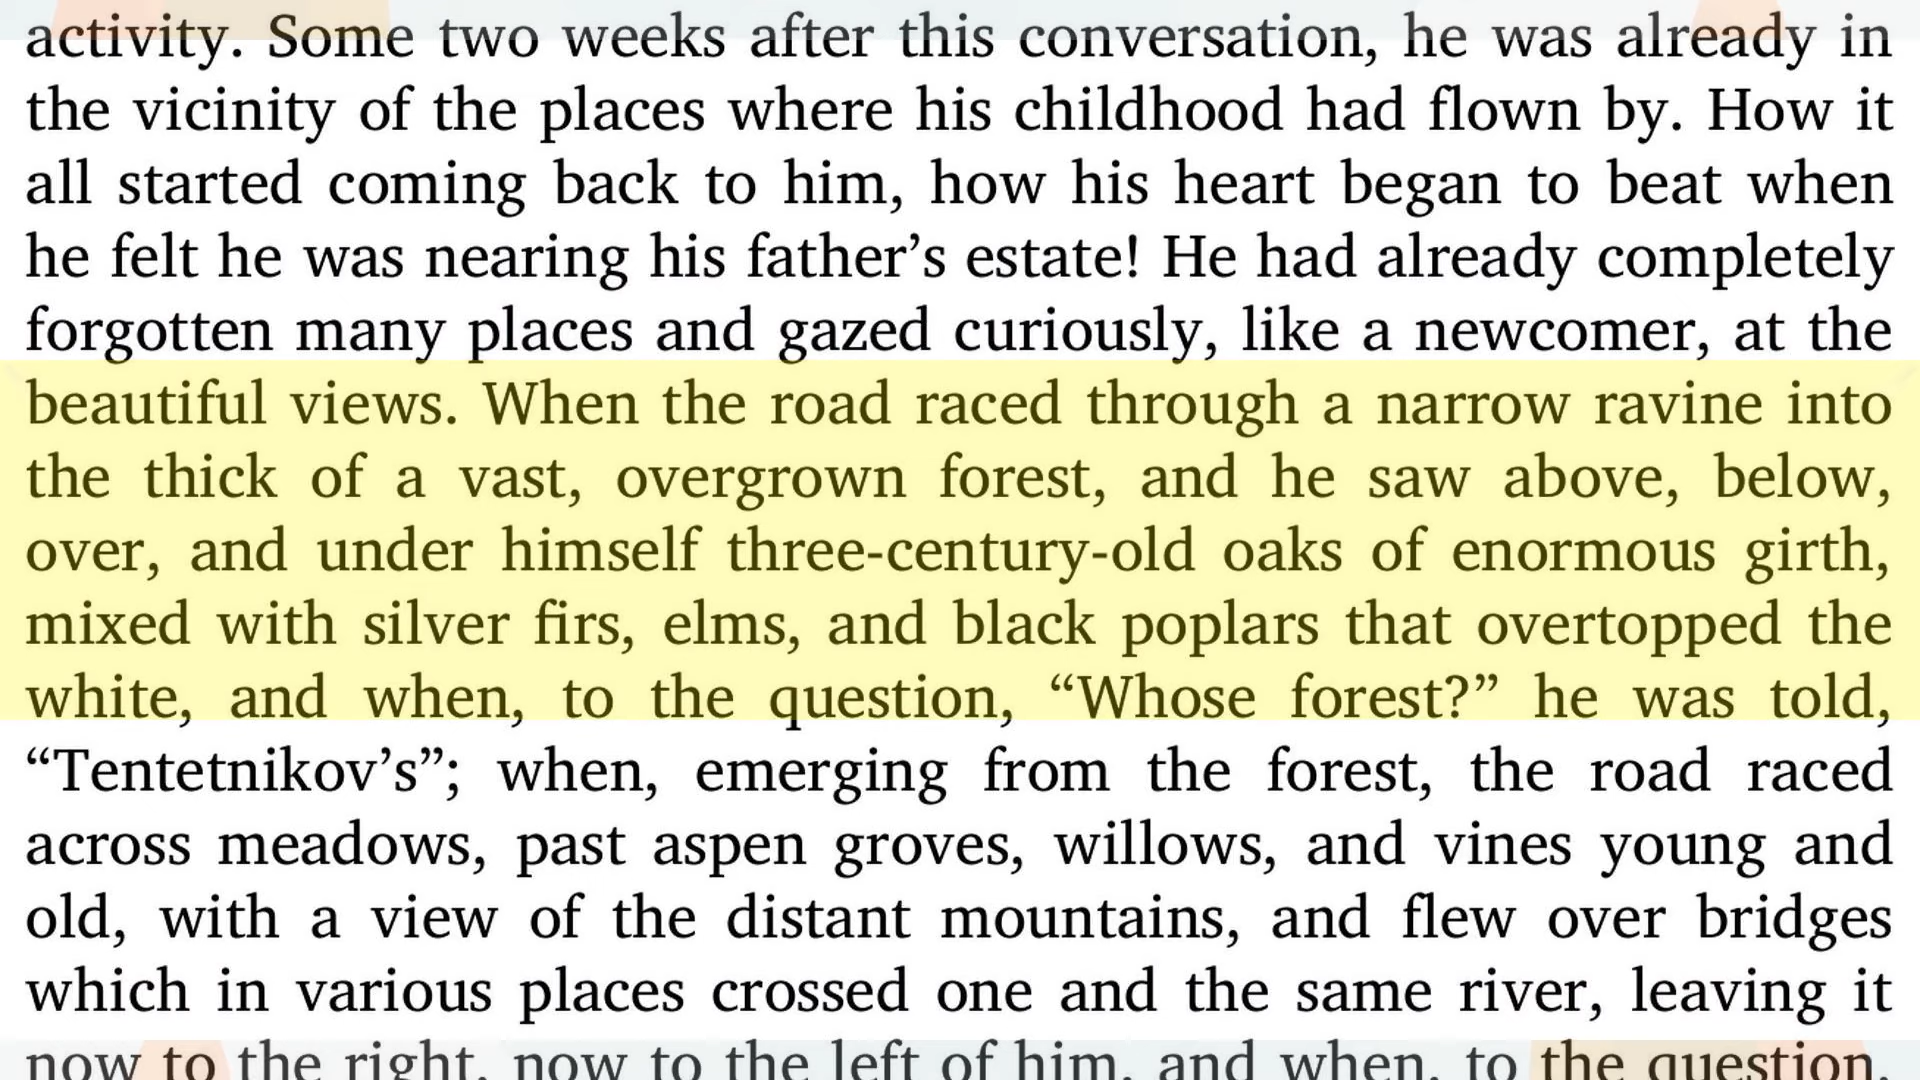 activity. Some two weeks after this conversation, he was already in
the vicinity of the places where his childhood had flown by. How it
all started coming back to him, how his heart began to beat when
he felt he was nearing his father’s estate! He had already completely
forgotten many places and gazed curiously, like a newcomer, at the
beautiful views. When the road raced through a narrow ravine into
the thick of a vast, overgrown forest, and he saw above, below,
over, and under himself three-century-old oaks of enormous girth,
mixed with silver firs, elms, and black poplars that overtopped the
white, and when, to the question, “Whose forest?” he was told,
“Tentetnikov’s”; when, emerging from the forest, the road raced
across meadows, past aspen groves, willows, and vines young and
old, with a view of the distant mountains, and flew over bridges
which in various places crossed one and the same river, leaving it
now to the right, now to the left of him, and when, to the question,